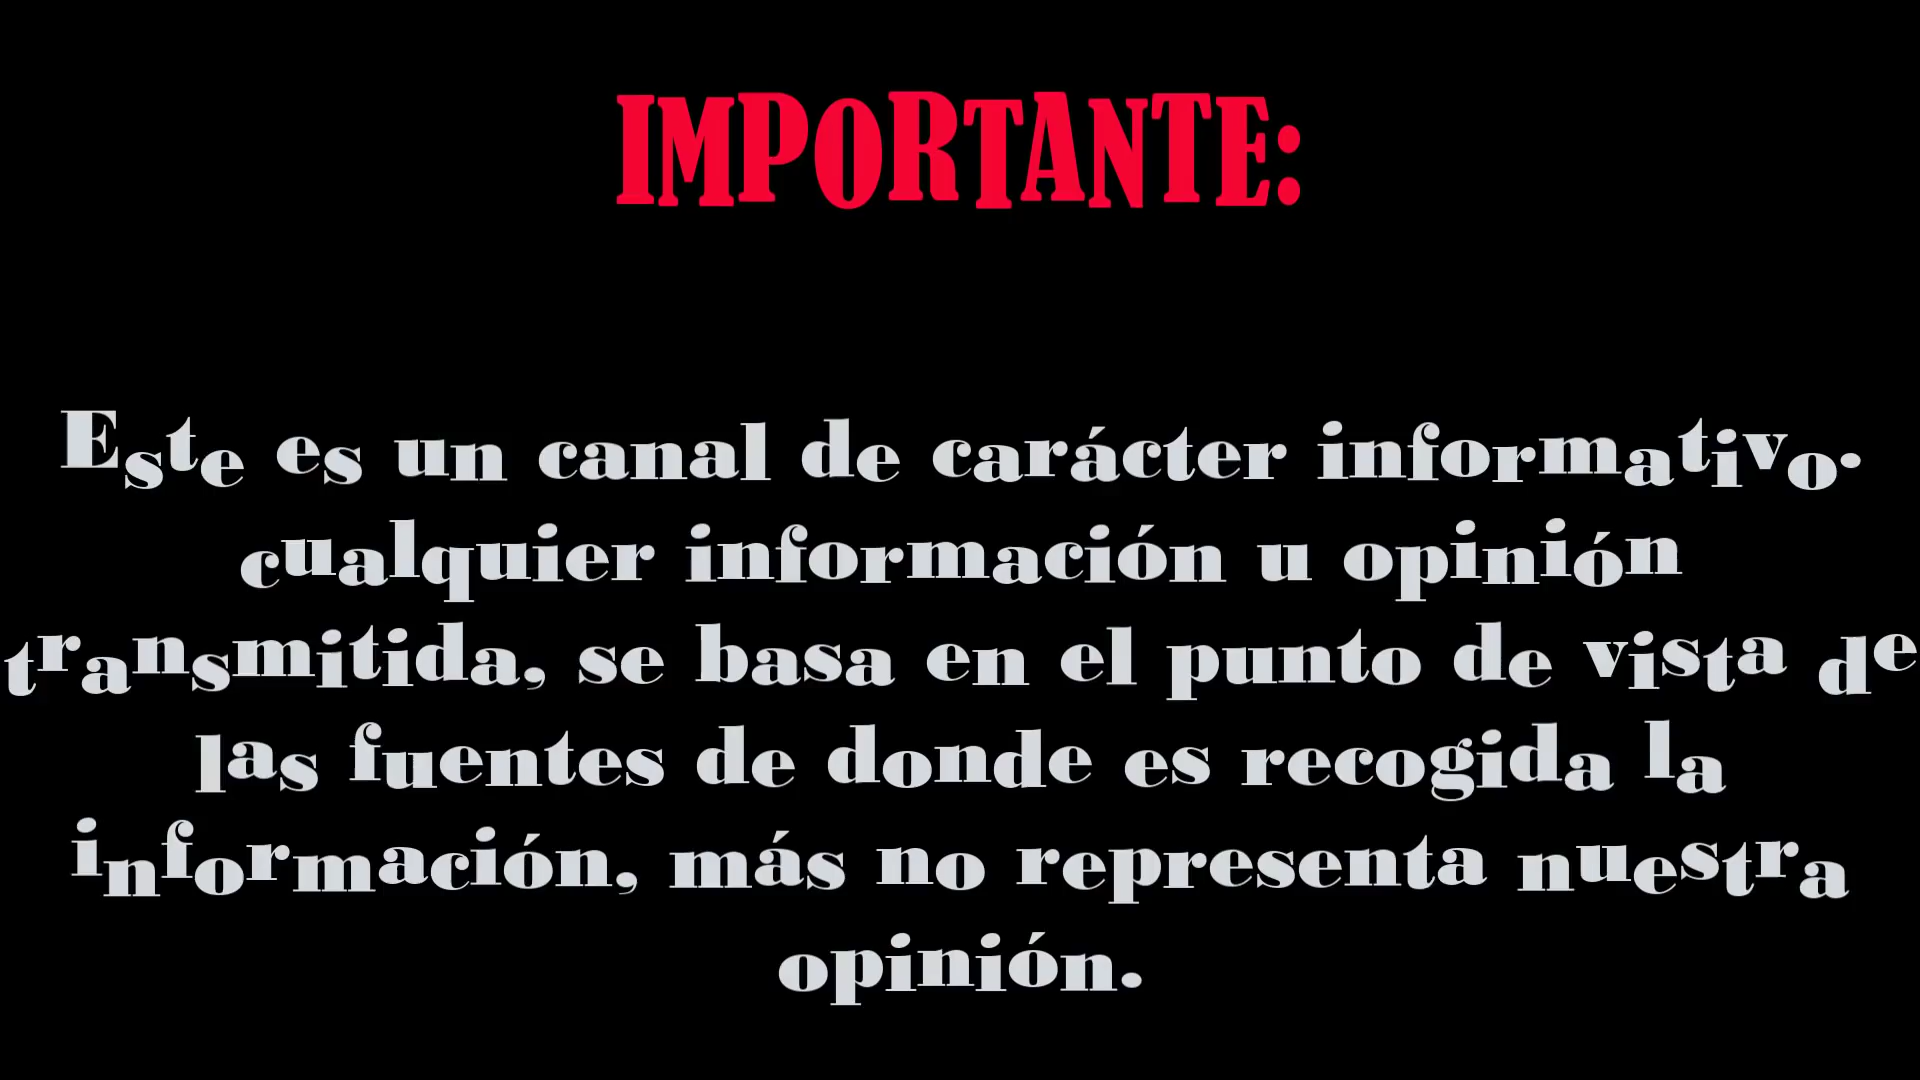 IMPORTANTE:
Este es un canal de carácter informativo.
cualquier información u opinión
transmitida, se basa en el punto de vista de
las fuentes de donde es recogida la
información, más no representa nuestra
opinión.